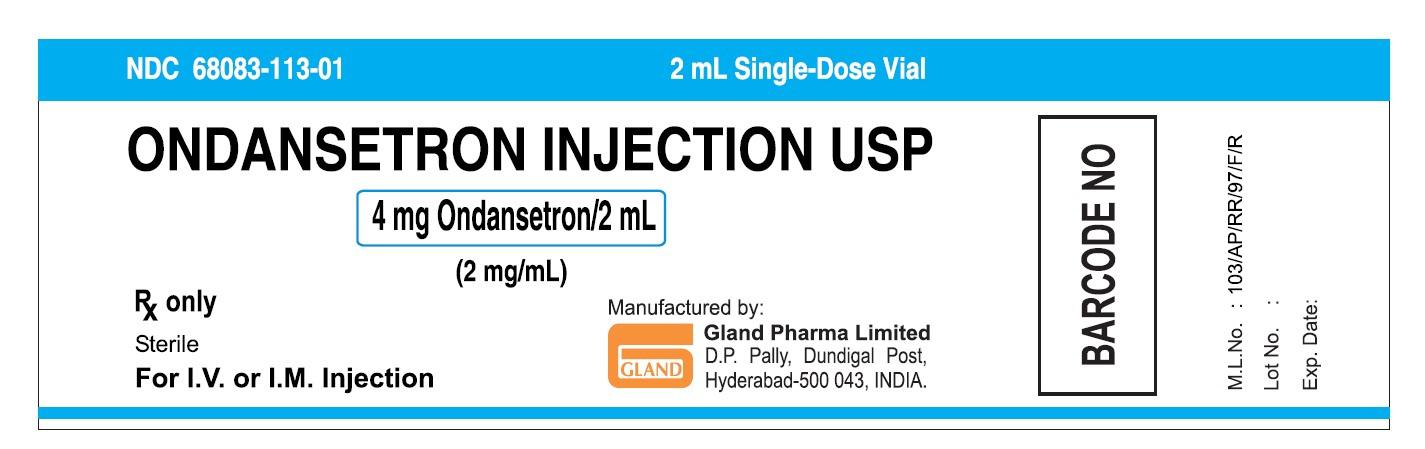 NDC 68083-113-01
2 mL Single-Dose Vial
ONDANSETRON INJECTION USP
4 mg Ondansetron/2 mL
(2 mg/mL)
Rx only
Sterile
For I.V. or I.M. Injection
Manufactured by:
GLAND
Gland Pharma Limited
D.P. Pally, Dundigal Post,
Hyderabad-500 043, INDIA.
BARCODE NO
M.L.No. : 103/AP/RR/97/F/R
Lot No. :
Exp. Date: